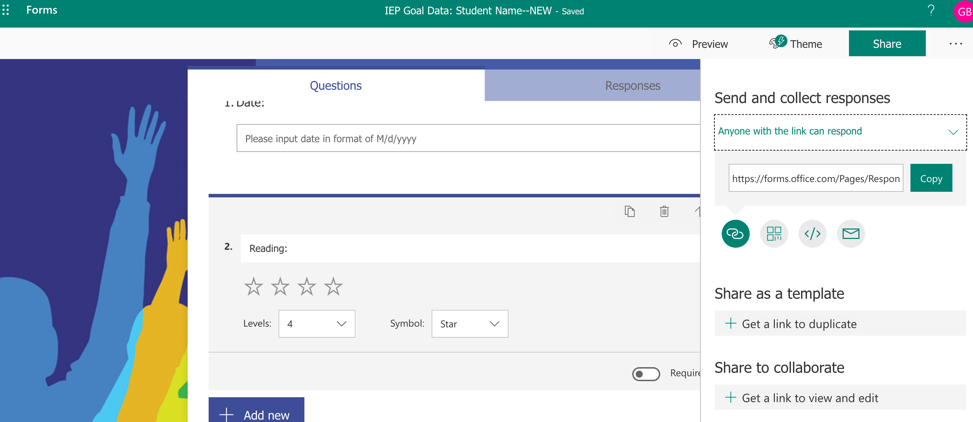 Forms
IEP Goal Data: Student Name--NEW - Saved
?
GB
Preview
Theme
Share
...
Questions
Responses
1. Date:
Please input date in format of M/d/yyyy
2.
Reading:
Levels:
4
Symbol:
Star
Require
Add new
Send and collect responses
Anyone with the link can respond
https://forms.office.com/Pages/Respon
Copy
</>
Share as a template
Get a link to duplicate
Share to collaborate
Get a link to view and edit